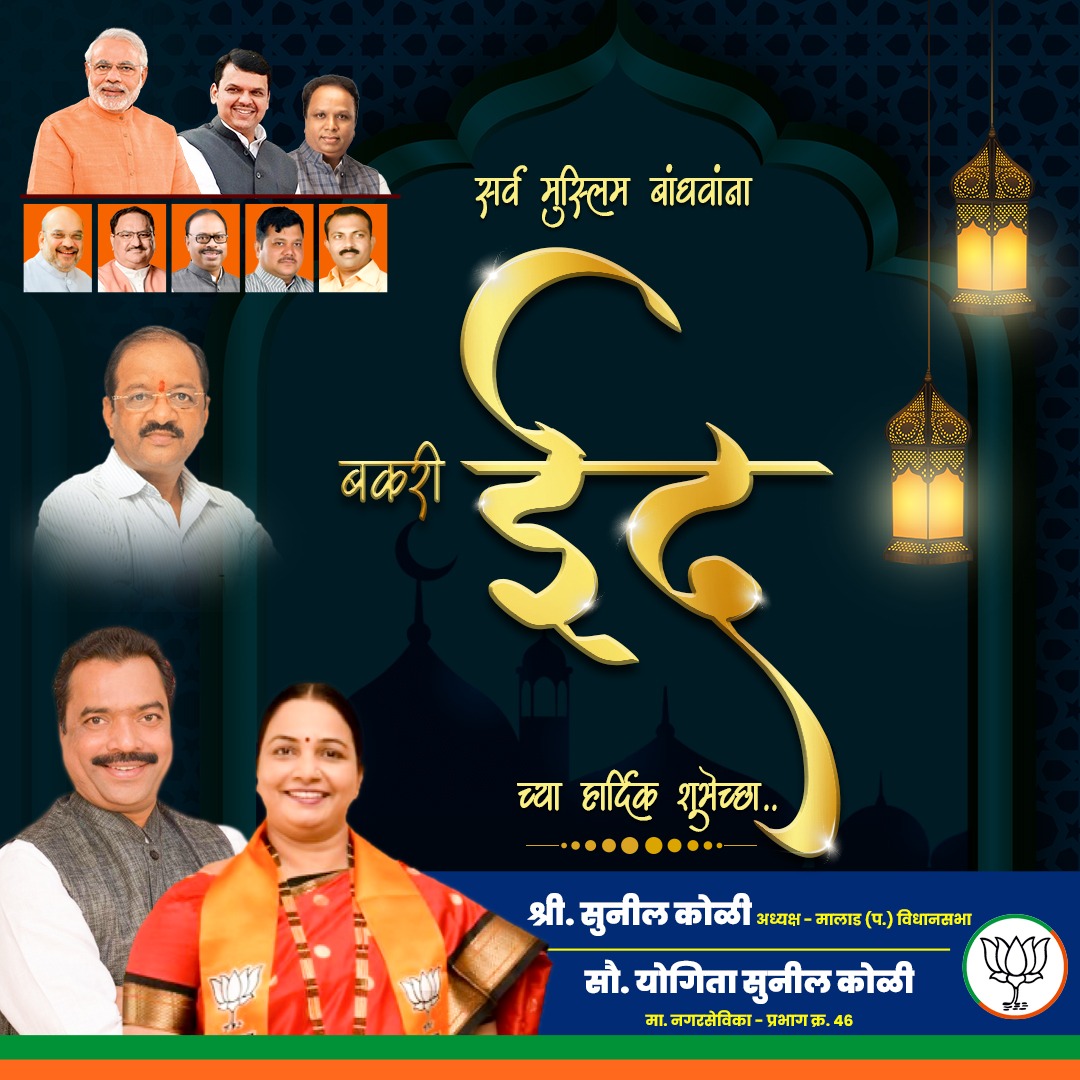 सर्व मुस्लिम बांधवांना
बकरी ईद
च्या हार्दिक शुभेच्छा..
श्री. सुनील कोळी अध्यक्ष - मालाड (प.) विधानसभा
सौ. योगिता सुनील कोळी
मा. नगरसेविका - प्रभाग क्र. 46